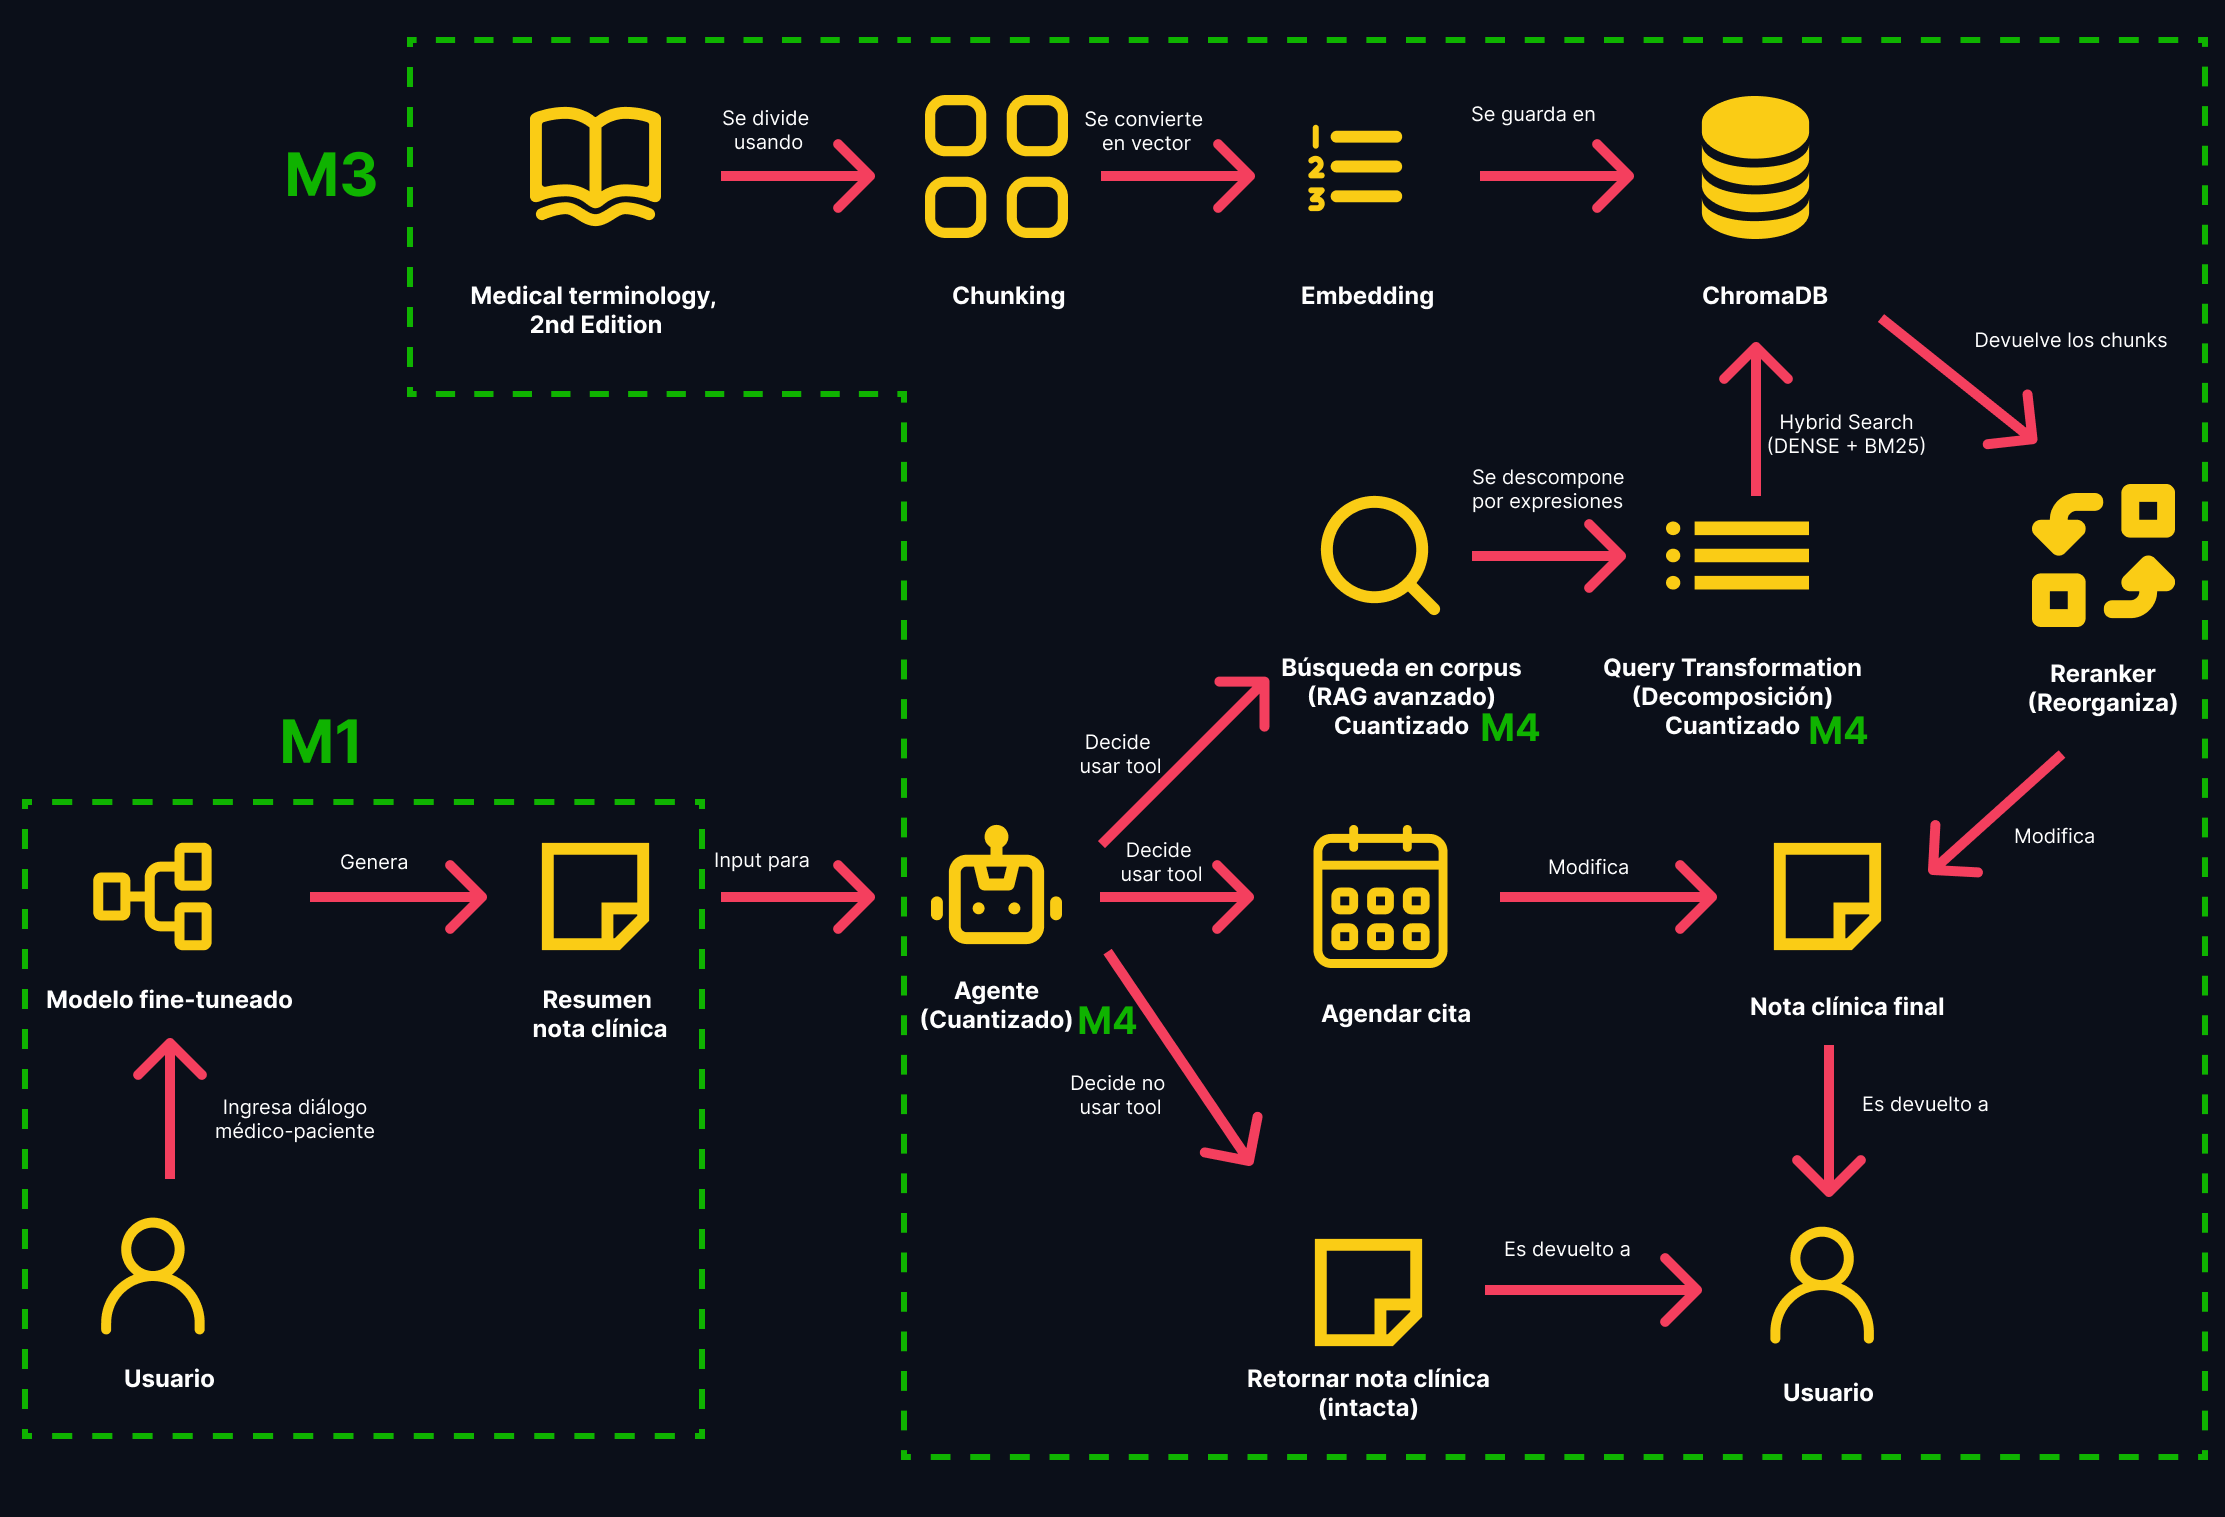 M3
Se divide
usando
Se convierte
en vector
Se guarda en
Medical terminology,
2nd Edition
Chunking
Embedding
ChromaDB
Devuelve los chunks
Hybrid Search
(DENSE + BM25)
Se descompone
por expresiones
Búsqueda en corpus
(RAG avanzado)
Cuantizado M4
Query Transformation
(Decomposición)
Cuantizado M4
Reranker
(Reorganiza)
M1
Genera
Input para
Decide
usar tool
Decide
usar tool
Modifica
Modifica
Modelo fine-tuneado
Resumen
nota clínica
Agente
(Cuantizado) M4
Agendar cita
Nota clínica final
Ingresa diálogo
médico-paciente
Decide no
usar tool
Es devuelto a
Es devuelto a
Usuario
Retornar nota clínica
(intacta)
Usuario